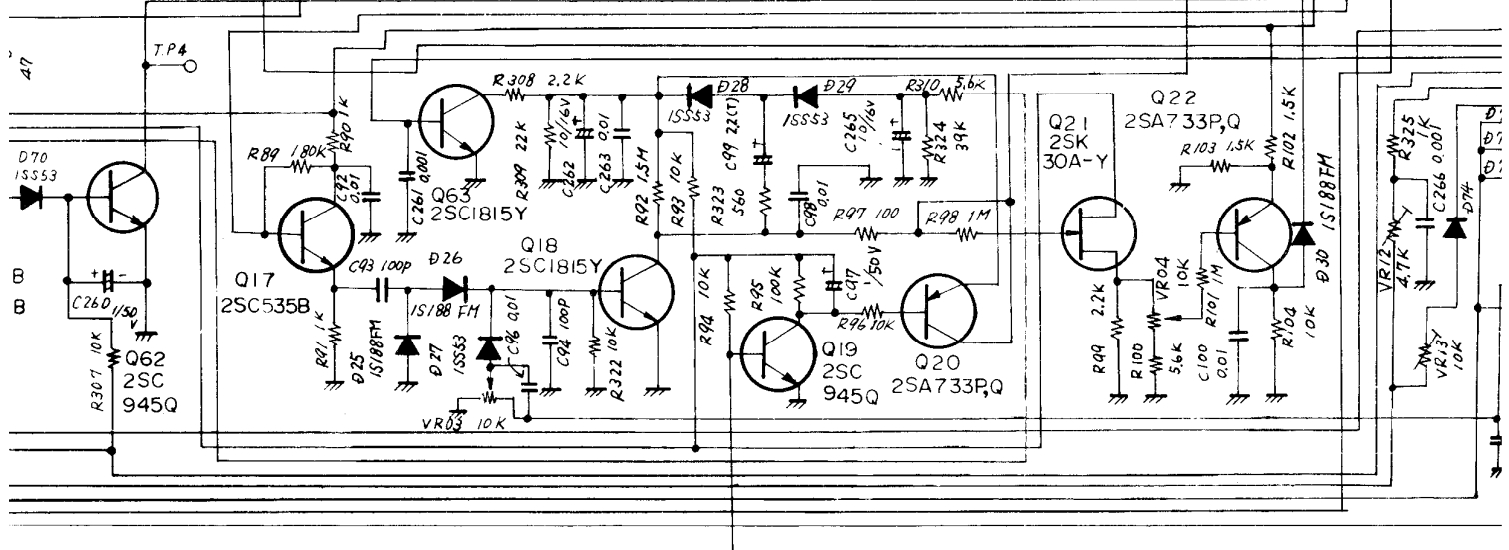 47
T.P4
D70
1SS53
B
B
C260 1/50V
R307 10K
Q62
2SC
945Q
R89 180K
R90 1K
C92
0.01
Q17
2SC535B
R91 1K
C93 100p
D26
1S188FM
D25
1S188FM
D27
1SS53
C96 0.01
VR03 10K
C261 0.001
Q63
2SC1815Y
R308 2.2K
R309 22K
C262 10/16V
C263 0.01
Q18
2SC1815Y
C94 100P
R322 10K
R92 1.5M
R93 10K
D28
1SS53
D29
1SS53
C99 2.2(T)
R323
560
C98 0.01
C265
10/16V
R310 5.6K
R324
39K
R97 100
R98 1M
R94 10K
R95
100K
C97
1/50V
R96 10K
Q19
2SC
945Q
Q20
2SA733P,Q
Q21
2SK
30A-Y
Q22
2SA733P,Q
R103 1.5K
R102 1.5K
1S188FM
D30
R99 2.2K
VR04
10K
R100
5.6K
R101 1M
C100
0.01
R104
10K
R325
1K
C266 0.001
D74
VR12
4.7K
VR13
10K
D7
D7